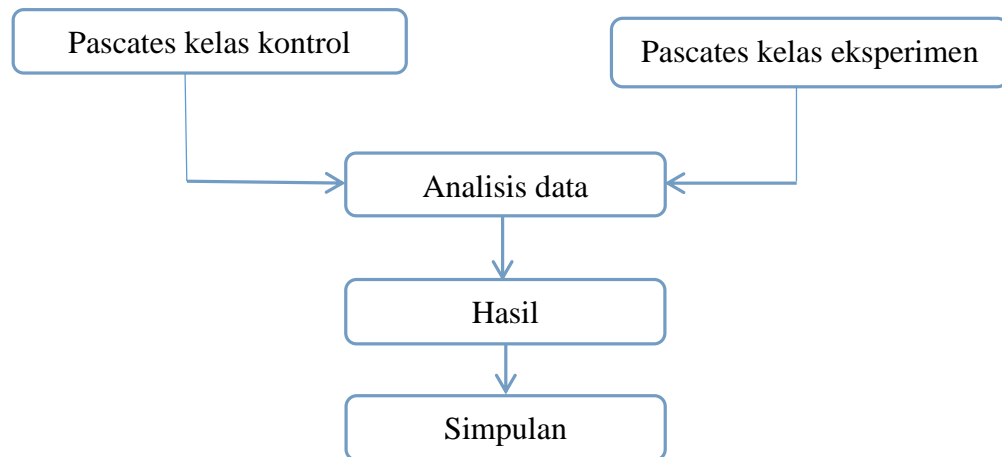 Pascates kelas kontrol
Pascates kelas eksperimen
Analisis data
Hasil
Simpulan